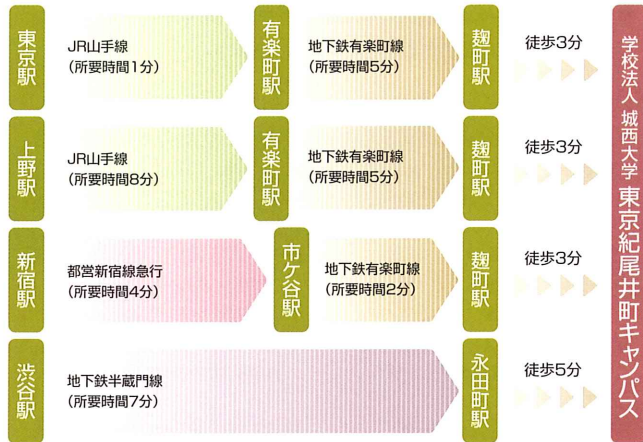 東京駅
JR山手線
(所要時間1分)
有楽町駅
地下鉄有楽町線
(所要時間5分)
麹町駅
徒歩3分
上野駅
JR山手線
(所要時間8分)
有楽町駅
地下鉄有楽町線
(所要時間5分)
麹町駅
徒歩3分
新宿駅
都営新宿線急行
(所要時間4分)
市ケ谷駅
地下鉄有楽町線
(所要時間2分)
麹町駅
徒歩3分
渋谷駅
地下鉄半蔵門線
(所要時間7分)
永田町駅
徒歩5分
学校法人 城西大学 東京紀尾井町キャンパス